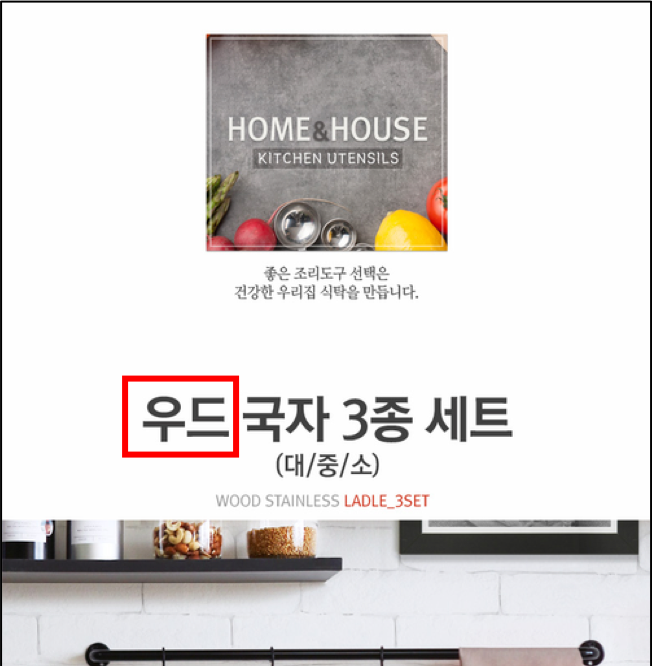 HOME&HOUSE
KITCHEN UTENSILS
좋은 조리도구 선택은
건강한 우리집 식탁을 만듭니다.
우드 국자 3종 세트
(대/중/소)
WOOD STAINLESS LADLE_3SET